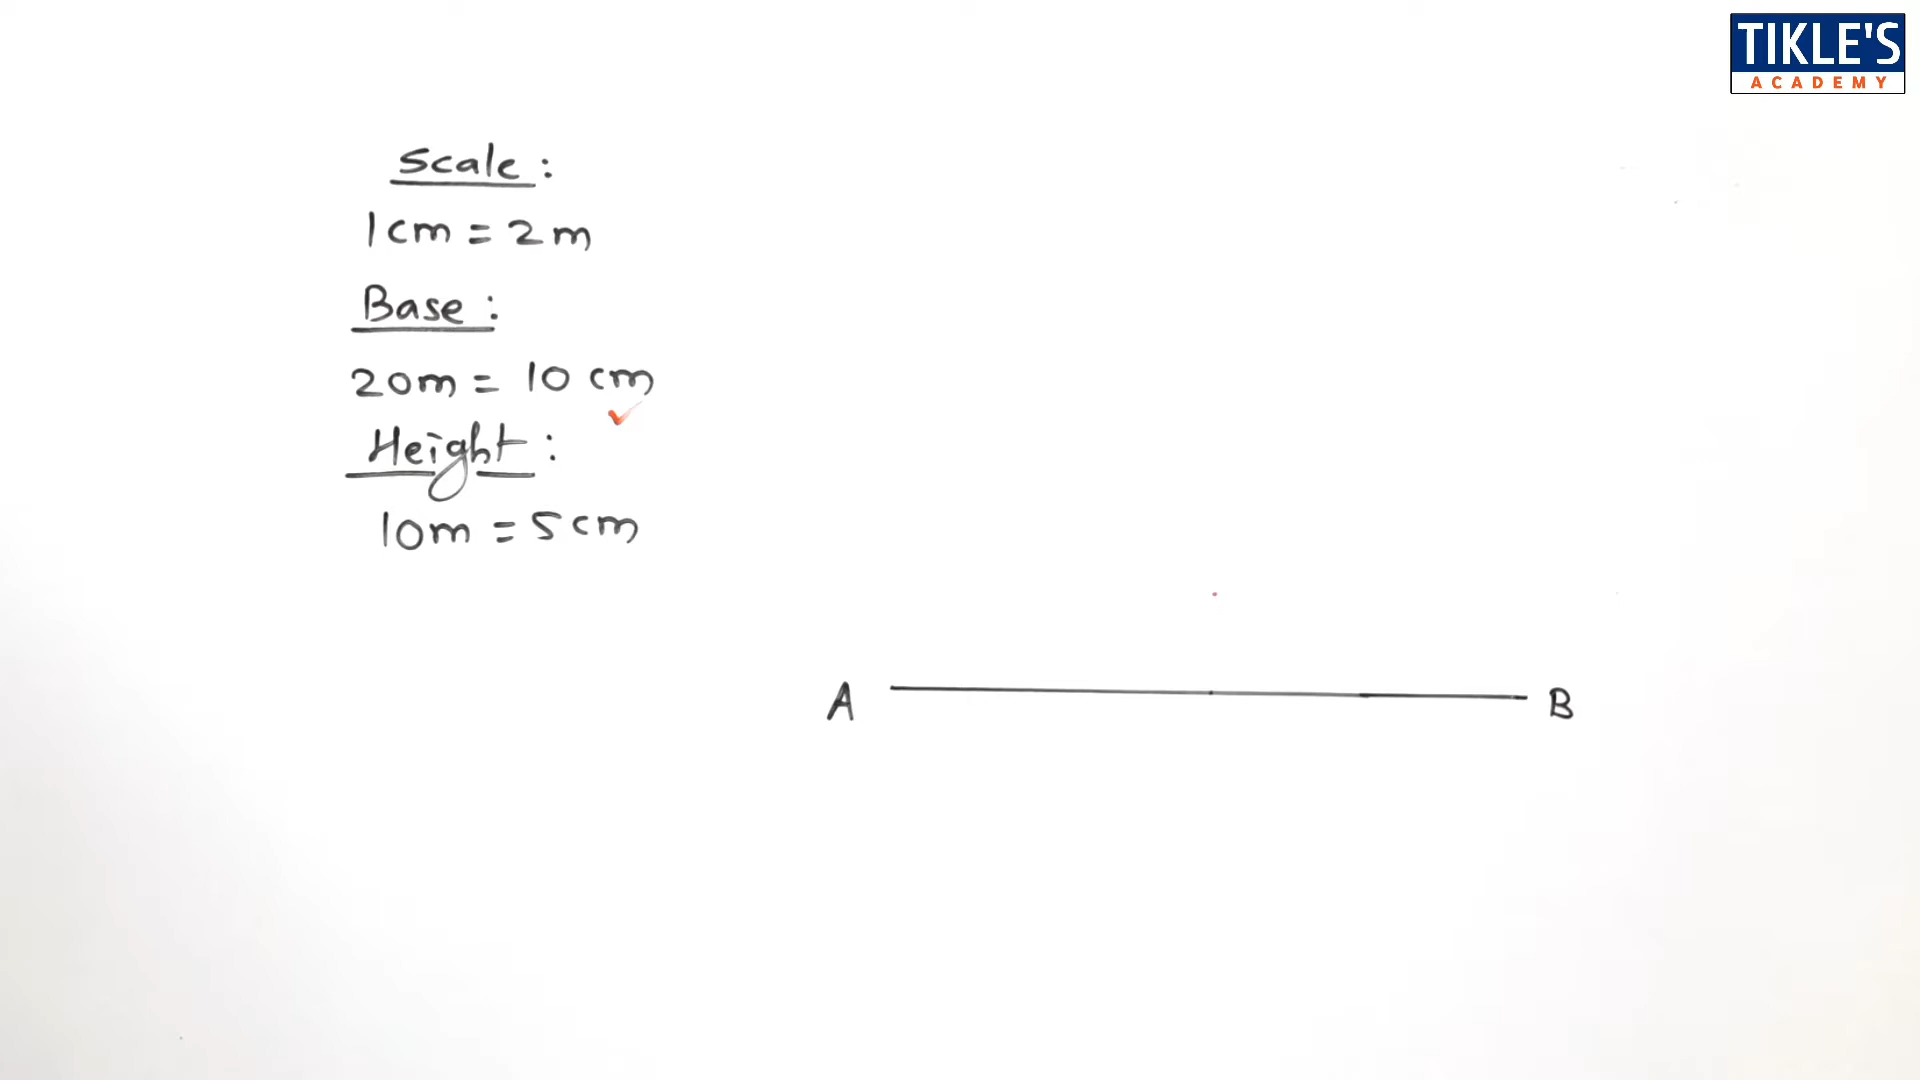 TIKLE'S
ACADEMY
Scale :
1cm = 2m
Base :
20m = 10 cm
Height :
10m = 5cm
A B